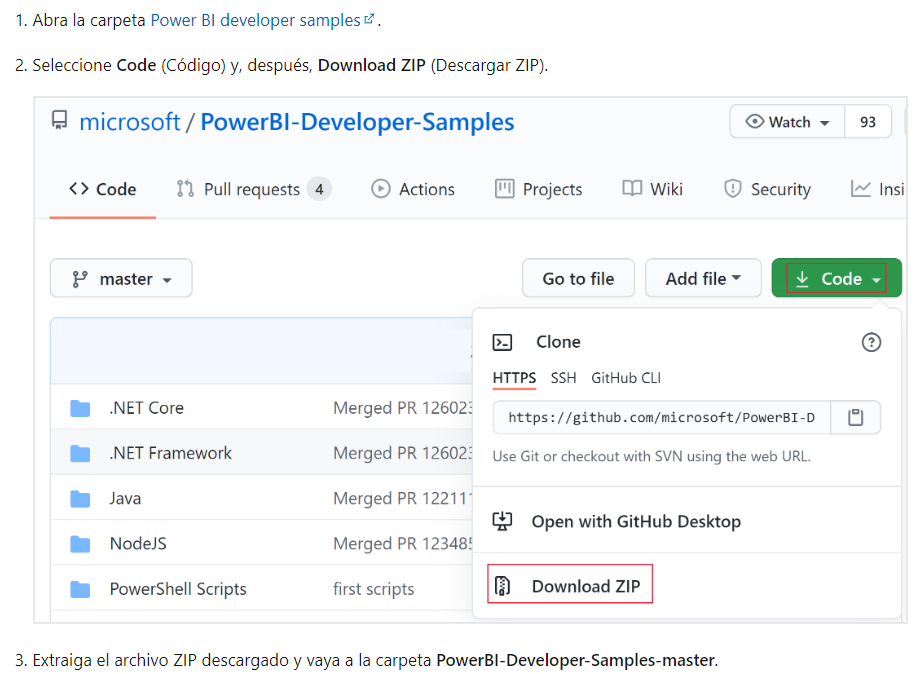 1. Abra la carpeta Power BI developer samples.
2. Seleccione Code (Código) y, después, Download ZIP (Descargar ZIP).
microsoft / PowerBI-Developer-Samples
Watch 93
Code Pull requests 4 Actions Projects Wiki Security Insi
master Go to file Add file Code
Clone
HTTPS SSH GitHub CLI
https://github.com/microsoft/PowerBI-D
Use Git or checkout with SVN using the web URL.
Open with GitHub Desktop
Download ZIP
.NET Core Merged PR 12602
.NET Framework Merged PR 12602
Java Merged PR 12211
NodeJS Merged PR 12348
PowerShell Scripts first scripts
3. Extraiga el archivo ZIP descargado y vaya a la carpeta PowerBI-Developer-Samples-master.